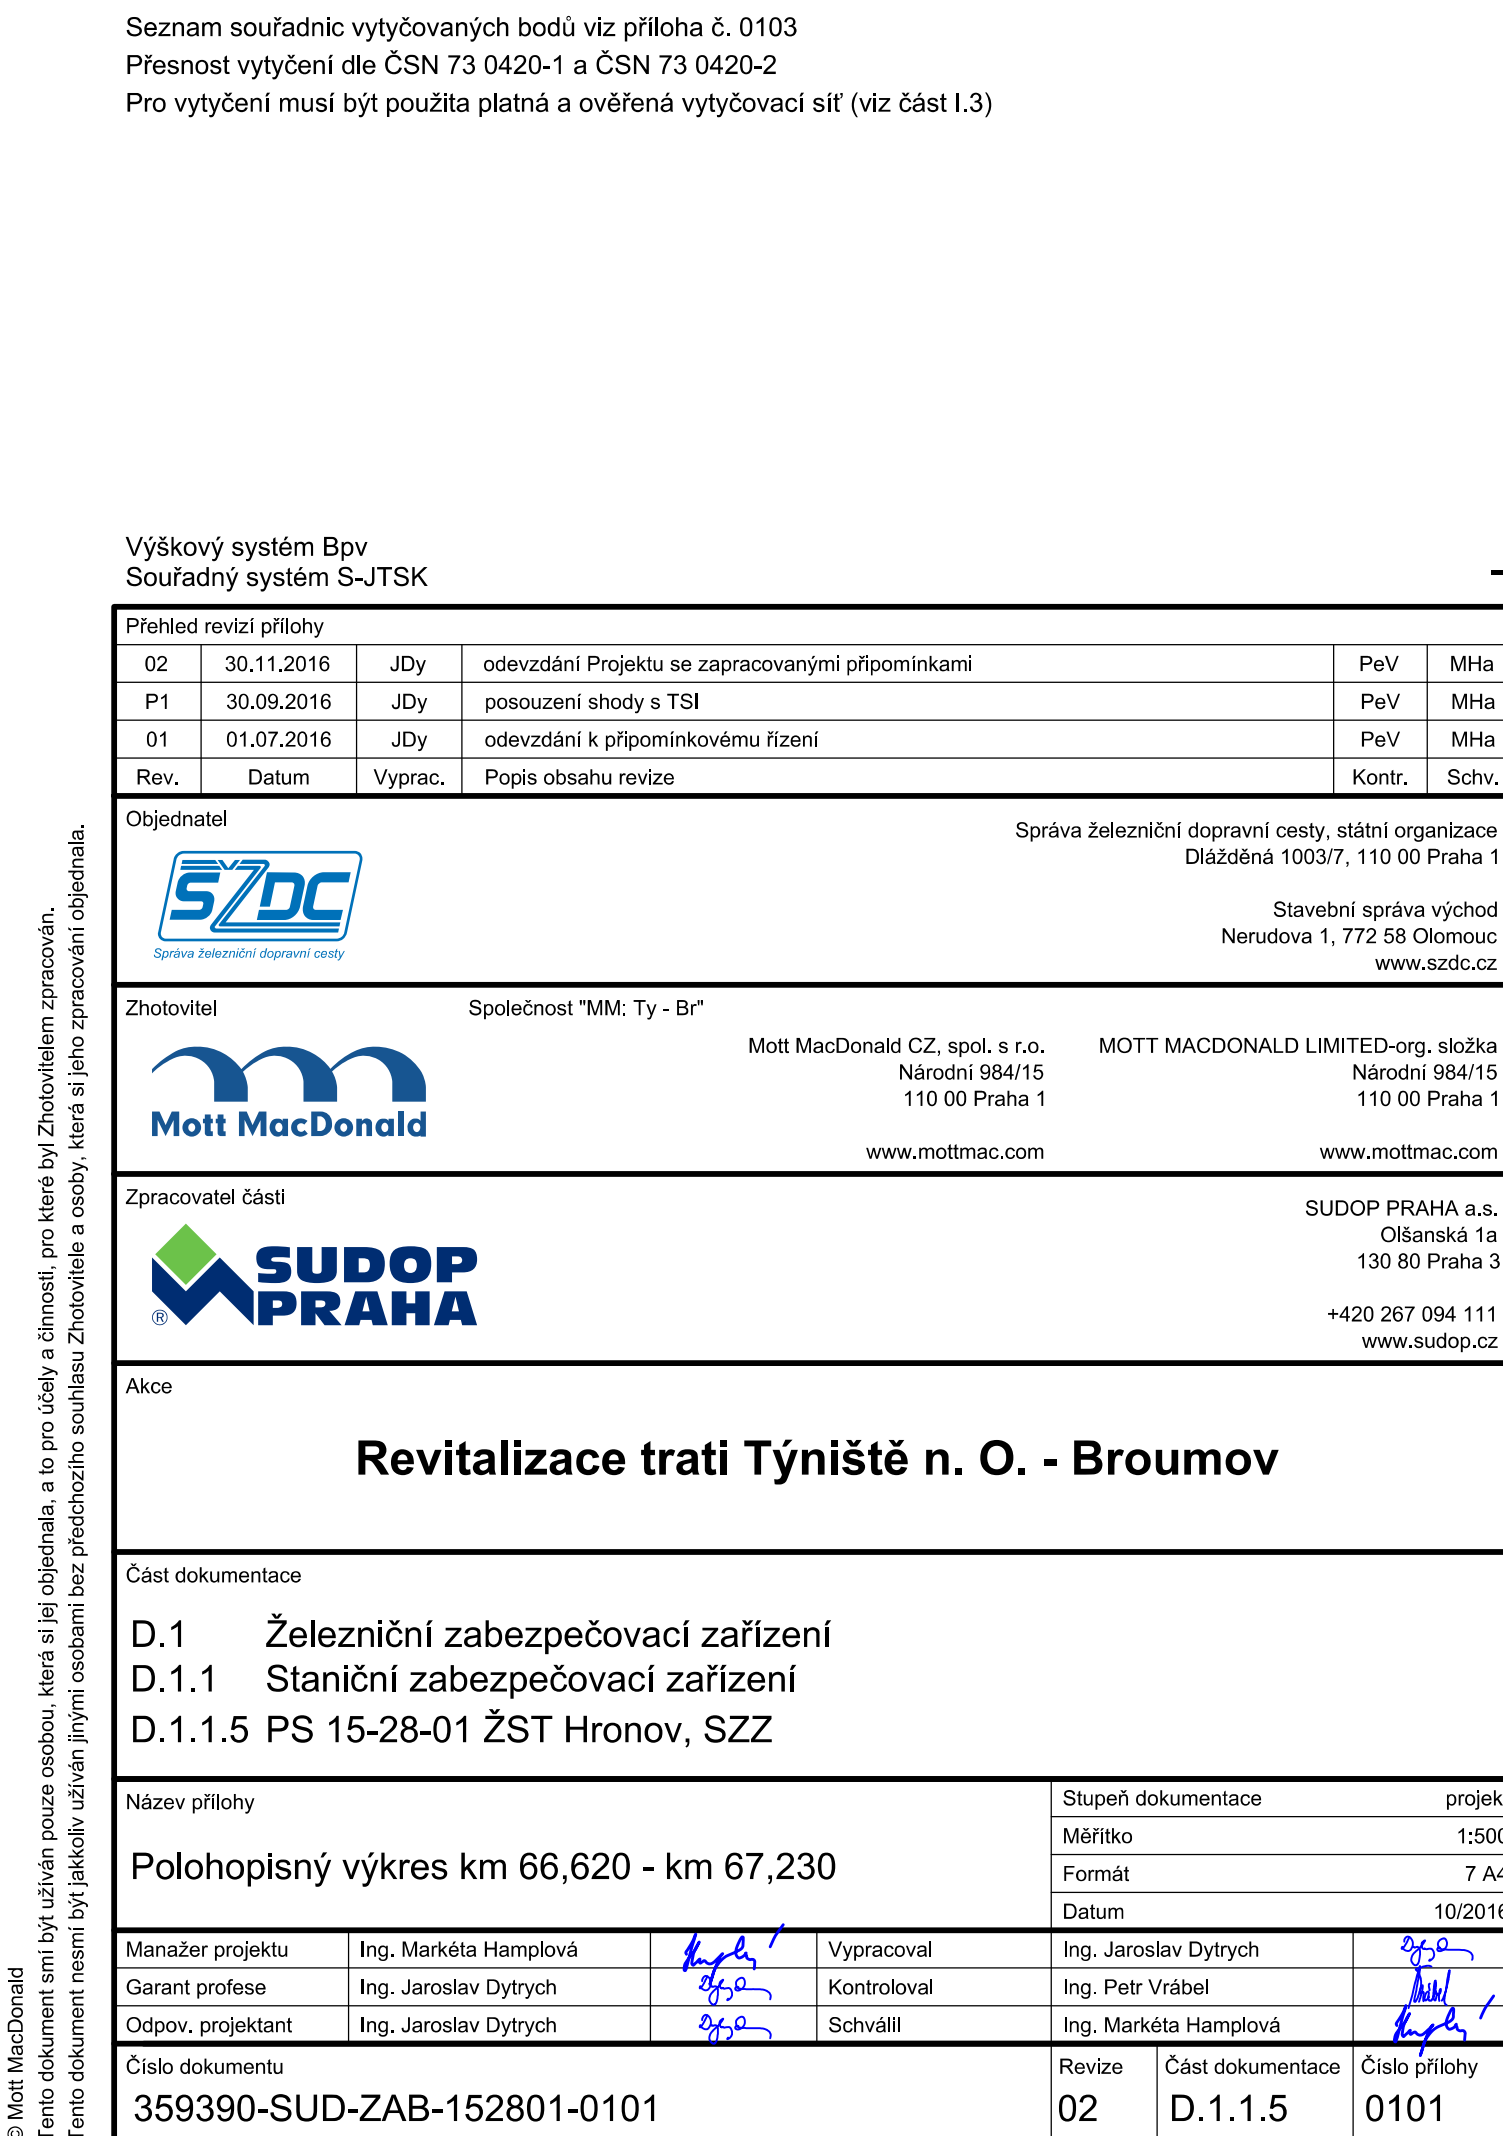 Seznam souřadnic vytyčovaných bodů viz příloha č. 0103
Přesnost vytyčení dle ČSN 73 0420-1 a ČSN 73 0420-2
Pro vytyčení musí být použita platná a ověřená vytyčovací síť (viz část I.3)
Výškový systém Bpv
Souřadný systém S-JTSK
Přehled revizí přílohy
02 30.11.2016 JDy odevzdání Projektu se zapracovanými připomínkami PeV MHa
P1 30.09.2016 JDy posouzení shody s TSI PeV MHa
01 01.07.2016 JDy odevzdání k připomínkovému řízení PeV MHa
Rev. Datum Vyprac. Popis obsahu revize Kontr. Schv.
Objednatel
SŽDC
Správa železniční dopravní cesty
Správa železniční dopravní cesty, státní organizace
Dlážděná 1003/7, 110 00 Praha 1
Stavební správa východ
Nerudova 1, 772 58 Olomouc
www.szdc.cz
Zhotovitel Společnost "MM: Ty - Br"
Mott MacDonald
Mott MacDonald CZ, spol. s r.o.
Národní 984/15
110 00 Praha 1
www.mottmac.com
MOTT MACDONALD LIMITED-org. složka
Národní 984/15
110 00 Praha 1
www.mottmac.com
Zpracovatel části
SUDOP
PRAHA
®
SUDOP PRAHA a.s.
Olšanská 1a
130 80 Praha 3
+420 267 094 111
www.sudop.cz
Akce
Revitalizace trati Týniště n. O. - Broumov
Část dokumentace
D.1 Železniční zabezpečovací zařízení
D.1.1 Staniční zabezpečovací zařízení
D.1.1.5 PS 15-28-01 ŽST Hronov, SZZ
Název přílohy
Polohopisný výkres km 66,620 - km 67,230
Stupeň dokumentace projek
Měřítko 1:500
Formát 7 A4
Datum 10/2016
Manažer projektu Ing. Markéta Hamplová Vypracoval Ing. Jaroslav Dytrych
Garant profese Ing. Jaroslav Dytrych Kontroloval Ing. Petr Vrábel
Odpov. projektant Ing. Jaroslav Dytrych Schválil Ing. Markéta Hamplová
Číslo dokumentu Revize Část dokumentace Číslo přílohy
359390-SUD-ZAB-152801-0101 02 D.1.1.5 0101
© Mott MacDonald
Tento dokument smí být užíván pouze osobou, která si jej objednala, a to pro účely a činnosti, pro které byl Zhotovitelem zpracován.
Tento dokument nesmí být jakkoliv užíván jinými osobami bez předchozího souhlasu Zhotovitele a osoby, která si jeho zpracování objednala.